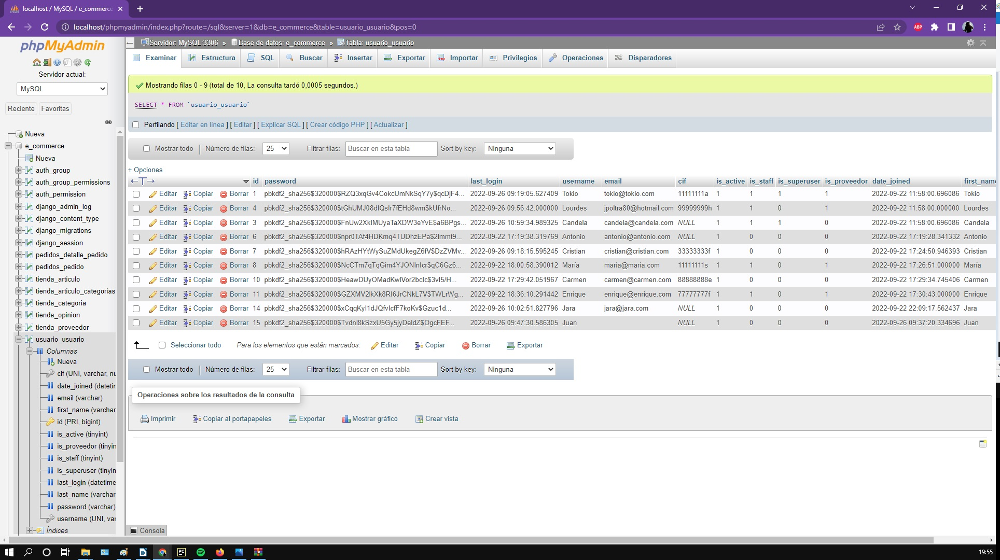 localhost / MySQL / e_commerce
localhost/phpmyadmin/index.php?route=/sql&server=1&db=e_commerce&table=usuario_usuario&pos=0
ABP
phpMyAdmin
Servidor actual:
MySQL
Reciente Favoritas
Nueva
e_commerce
Nueva
auth_group
auth_group_permissions
auth_permission
django_admin_log
django_content_type
django_migrations
django_session
pedidos_detalle_pedido
pedidos_pedido
tienda_articulo
tienda_articulo_categorias
tienda_categoria
tienda_opinion
tienda_proveedor
usuario_usuario
Columnas
Nueva
cif (UNI, varchar, nu
date_joined (datetin
email (varchar)
first_name (varchar
id (PRI, bigint)
is_active (tinyint)
is_proveedor (tinyin
is_staff (tinyint)
is_superuser (tinyin
last_login (datetime
last_name (varchar
password (varchar)
username (UNI, var
Índices
Servidor: MySQL:3306 » Base de datos: e_commerce » Tabla: usuario_usuario
Examinar Estructura SQL Buscar Insertar Exportar Importar Privilegios Operaciones Disparadores
Mostrando filas 0 - 9 (total de 10, La consulta tardó 0,0005 segundos.)
SELECT * FROM `usuario_usuario`
Perfilando [ Editar en línea ] [ Editar ] [ Explicar SQL ] [ Crear código PHP ] [ Actualizar ]
Mostrar todo Número de filas: 25 Filtrar filas: Buscar en esta tabla Sort by key: Ninguna
+ Opciones
←T→ id password last_login username email cif is_active is_staff is_superuser is_proveedor date_joined first_name
Editar Copiar Borrar 1 pbkdf2_sha256$320000$RZQ3xqGv4CokcUmNkSqY7y$qcDjF4... 2022-09-26 09:19:05.627409 Tokio tokio@tokio.com 11111111a 1 1 1 1 2022-09-22 11:58:00.696086 Tokio
Editar Copiar Borrar 4 pbkdf2_sha256$320000$tGhUMJ08dIQsIr7fEHd8wm$kUfrNo... 2022-09-26 09:56:42.000000 Lourdes jpoltra80@hotmail.com 99999999h 1 1 0 1 2022-09-22 11:58:00.000000 Lourdes
Editar Copiar Borrar 3 pbkdf2_sha256$320000$FnUw2XkIMUyaTaXDW3eYvE$a6BPgs... 2022-09-26 10:59:34.989325 Candela candela@candela.com NULL 1 1 1 0 2022-09-22 11:58:00.696086 Candela
Editar Copiar Borrar 6 pbkdf2_sha256$320000$npr0TAf4HDKmq4TUDhzEPa$2lmmt9... 2022-09-22 17:19:38.319769 Antonio antonio@antonio.com NULL 1 0 0 0 2022-09-22 17:19:28.341332 Antonio
Editar Copiar Borrar 7 pbkdf2_sha256$320000$hRAzHYtWySuZMdUkegZ6fV$DzZVMv... 2022-09-26 09:18:15.595245 Cristian cristian@cristian.com 33333333f 1 0 0 0 2022-09-22 17:24:50.946393 Cristian
Editar Copiar Borrar 8 pbkdf2_sha256$320000$NcCTm7qTqGim4YJONlnIcr$qC6Gz6... 2022-09-22 18:00:58.390012 María maria@maria.com 11111111s 1 1 0 1 2022-09-22 17:26:51.000000 María
Editar Copiar Borrar 10 pbkdf2_sha256$320000$HeawDUyOMadKwIVor2bcIc$3vI5/H... 2022-09-22 17:29:42.051967 Carmen carmen@carmen.com 88888888e 1 0 0 0 2022-09-22 17:29:34.745406 Carmen
Editar Copiar Borrar 11 pbkdf2_sha256$320000$GZXMV2IkXk8RI6JrCNkL7V$TWLrWg... 2022-09-22 18:36:10.291442 Enrique enrique@enrique.com 77777777f 1 1 0 1 2022-09-22 17:30:43.000000 Enrique
Editar Copiar Borrar 14 pbkdf2_sha256$320000$xCqqKyI1dJQfvIcfF7koKv$Gzuc1d... 2022-09-26 10:02:51.827796 Jara jara@jara.com NULL 1 0 0 0 2022-09-22 22:09:17.562437 Jara
Editar Copiar Borrar 15 pbkdf2_sha256$320000$TvdnI8kSzxU5Gy5jyDeIdZ$OgcFEF... 2022-09-26 09:47:30.586305 Juan NULL 1 0 0 0 2022-09-26 09:37:20.334696 Juan
Seleccionar todo Para los elementos que están marcados: Editar Copiar Borrar Exportar
Mostrar todo Número de filas: 25 Filtrar filas: Buscar en esta tabla Sort by key: Ninguna
Operaciones sobre los resultados de la consulta
Imprimir Copiar al portapapeles Exportar Mostrar gráfico Crear vista
Consola
PC
19:55